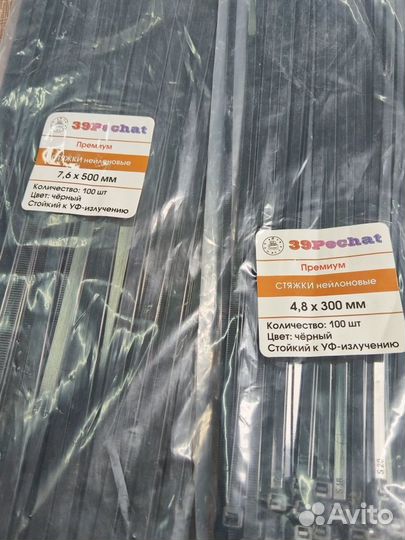 39Pechat
Премиум
СТЯЖКИ нейлоновые
7,6 х 500 мм
Количество: 100 шт
Цвет: чёрный
Стойкий к УФ-излучению
39Pechat
Премиум
СТЯЖКИ нейлоновые
4,8 х 300 мм
Количество: 100 шт
Цвет: чёрный
Стойкий к УФ-излучению
Avito